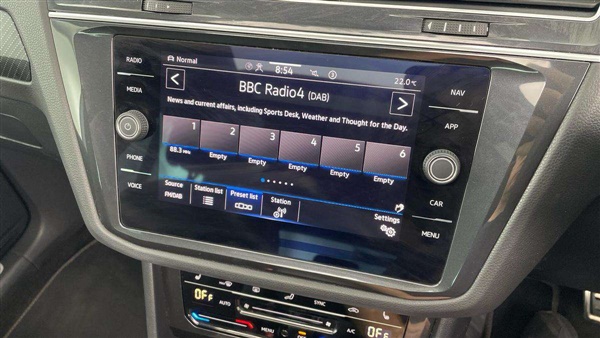 Normal
8:54
22.0
RADIO
MEDIA
PHONE
VOICE
BBC Radio4 (DAB)
News and current affairs, including Sports Desk, Weather and Thought for the Day.
1 2 3 4 5 6
88.3 MHz Empty Empty Empty Empty Empty
Source
FM/DAB
Station list
Preset list
Station
Settings
NAV
APP
CAR
MENU
OFF AUTO SYNC
MENU A/C OFF